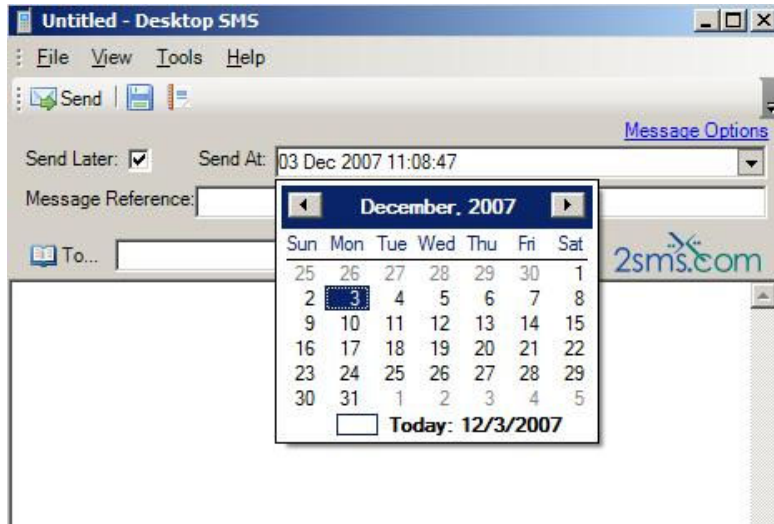 Untitled - Desktop SMS
File View Tools Help
Send
Message Options
Send Later: Send At: 03 Dec 2007 11:08:47
Message Reference:
December, 2007
To...
Sun Mon Tue Wed Thu Fri Sat
2sms.com
25 26 27 28 29 30 1
2 3 4 5 6 7 8
9 10 11 12 13 14 15
16 17 18 19 20 21 22
23 24 25 26 27 28 29
30 31 1 2 3 4 5
Today: 12/3/2007